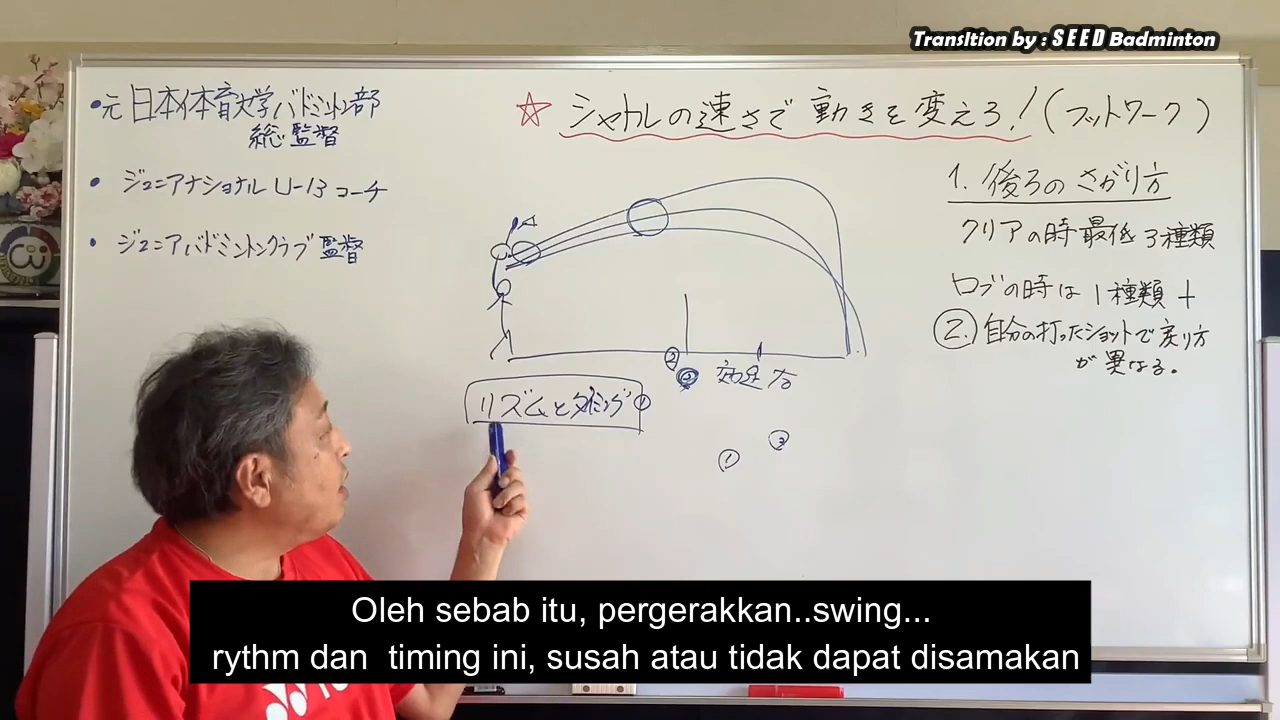 Transltion by : SEED Badminton
・元 日本体育大学バドミントン部
総監督
・ジュニアナショナル U-13 コーチ
・ジュニアバドミントンクラブ 監督
☆ シャトルの速さで 動きを変えろ!(フットワーク)
1. 後ろの さがり方
クリアの時 最低 3種類
ロブの時は 1種類 +
②. 自分の打ったショットで 戻り方
が 異なる.
②
③
リズムとタイミング
①
③
Oleh sebab itu, pergerakkan..swing...
rythm dan timing ini, susah atau tidak dapat disamakan